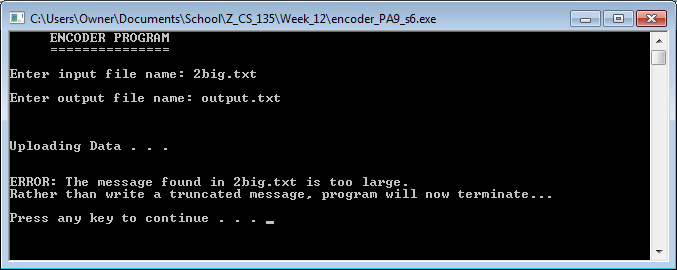 C:\Users\Owner\Documents\School\Z_CS_135\Week_12\encoder_PA9_s6.exe
ENCODER PROGRAM
===============
Enter input file name: 2big.txt
Enter output file name: output.txt
Uploading Data . . .
ERROR: The message found in 2big.txt is too large.
Rather than write a truncated message, program will now terminate...
Press any key to continue . . . _